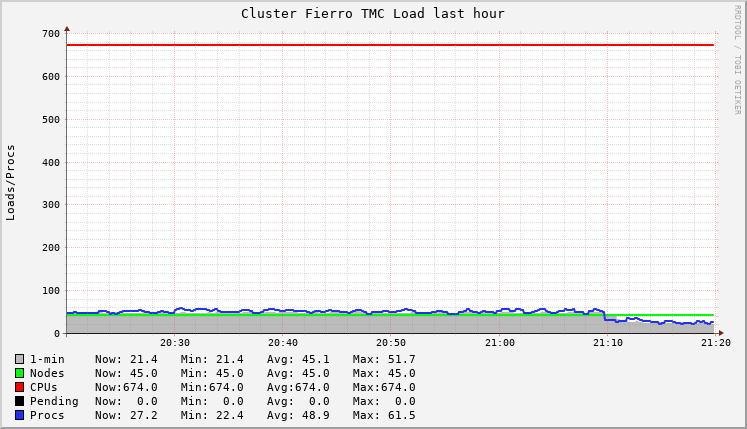 Cluster Fierro TMC Load last hour
RRDTOOL / TOBI OETIKER
Loads/Procs
700
600
500
400
300
200
100
0
20:30 20:40 20:50 21:00 21:10 21:20
1-min Now: 21.4 Min: 21.4 Avg: 45.1 Max: 51.7
Nodes Now: 45.0 Min: 45.0 Avg: 45.0 Max: 45.0
CPUs Now:674.0 Min:674.0 Avg:674.0 Max:674.0
Pending Now: 0.0 Min: 0.0 Avg: 0.0 Max: 0.0
Procs Now: 27.2 Min: 22.4 Avg: 48.9 Max: 61.5